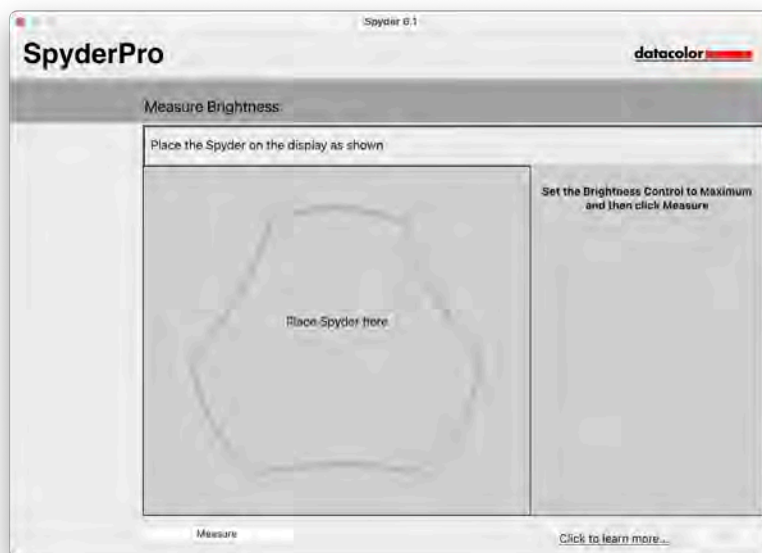 Spyder 6.1
SpyderPro
datacolor
Measure Brightness
Place the Spyder on the display as shown
Set the Brightness Control to Maximum
and then click Measure
Place Spyder here
Measure
Click to learn more...